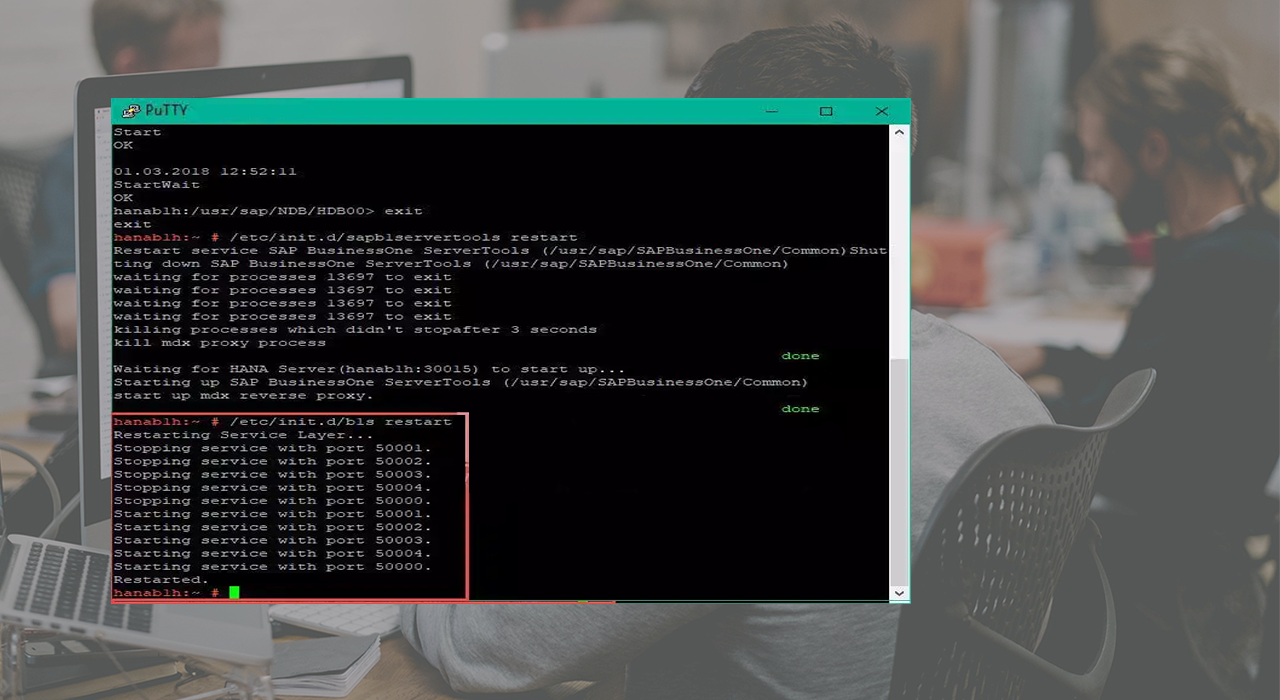 PuTTY
Start
OK
01.03.2018 12:52:11
StartWait
OK
hanablh:/usr/sap/NDB/HDB00> exit
exit
hanablh:~ # /etc/init.d/sapblservertools restart
Restart service SAP BusinessOne ServerTools (/usr/sap/SAPBusinessOne/Common)Shut
ting down SAP BusinessOne ServerTools (/usr/sap/SAPBusinessOne/Common)
waiting for processes 13697 to exit
waiting for processes 13697 to exit
waiting for processes 13697 to exit
waiting for processes 13697 to exit
killing processes which didn't stopafter 3 seconds
kill mdx proxy process
done
Waiting for HANA Server(hanablh:30015) to start up...
Starting up SAP BusinessOne ServerTools (/usr/sap/SAPBusinessOne/Common)
start up mdx reverse proxy.
done
hanablh:~ # /etc/init.d/bls restart
Restarting Service Layer...
Stopping service with port 50001.
Stopping service with port 50002.
Stopping service with port 50003.
Stopping service with port 50004.
Stopping service with port 50000.
Starting service with port 50001.
Starting service with port 50002.
Starting service with port 50003.
Starting service with port 50004.
Starting service with port 50000.
Restarted.
hanablh:~ #